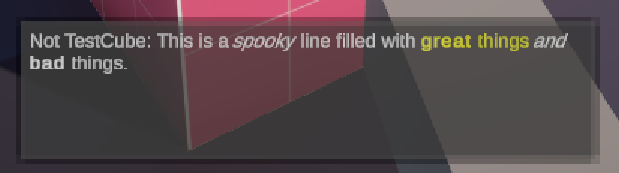 Not TestCube: This is a spooky line filled with great things and
bad things.